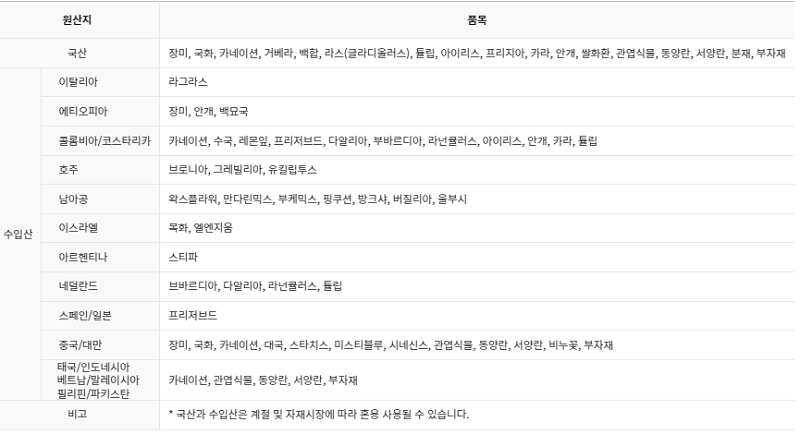 원산지 품목
국산 장미, 국화, 카네이션, 거베라, 백합, 라스(글라디올러스), 튤립, 아이리스, 프리지아, 카라, 안개, 쌀화환, 관엽식물, 동양란, 서양란, 분재, 부자재
수입산
이탈리아 라그라스
에티오피아 장미, 안개, 백묘국
콜롬비아/코스타리카 카네이션, 수국, 레몬잎, 프리저브드, 다알리아, 부바르디아, 라넌큘러스, 아이리스, 안개, 카라, 튤립
호주 브로니아, 그레빌리아, 유킬립투스
남아공 왁스플라워, 만다린믹스, 부케믹스, 핑쿠션, 방크샤, 버질리아, 울부시
이스라엘 목화, 엘엔지움
아르헨티나 스티파
네덜란드 브바르디아, 다알리아, 라넌큘러스, 튤립
스페인/일본 프리저브드
중국/대만 장미, 국화, 카네이션, 대국, 스타치스, 미스티블루, 시네신스, 관엽식물, 동양란, 서양란, 비누꽃, 부자재
태국/인도네시아
베트남/말레이시아 카네이션, 관엽식물, 동양란, 서양란, 부자재
필리핀/파키스탄
비고 * 국산과 수입산은 계절 및 자재시장에 따라 혼용 사용될 수 있습니다.